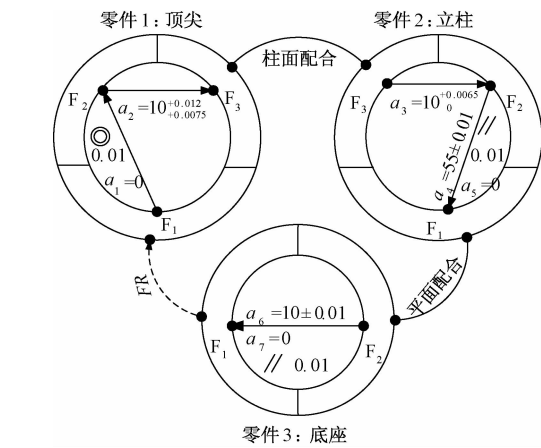 零件1：顶尖
零件2：立柱
柱面配合
F₂
F₃
a₂=10⁺⁰·⁰¹²₊₀.₀₀₇₅
◎
0.01
a₁=0
F₁
F₃
F₂
a₃=10⁺⁰·⁰⁰⁶⁵₀
a₄=55±0.01
//
0.01
a₅=0
F₁
FR
平面配合
a₆=10±0.01
a₇=0
F₁
F₂
// 0.01
零件3：底座